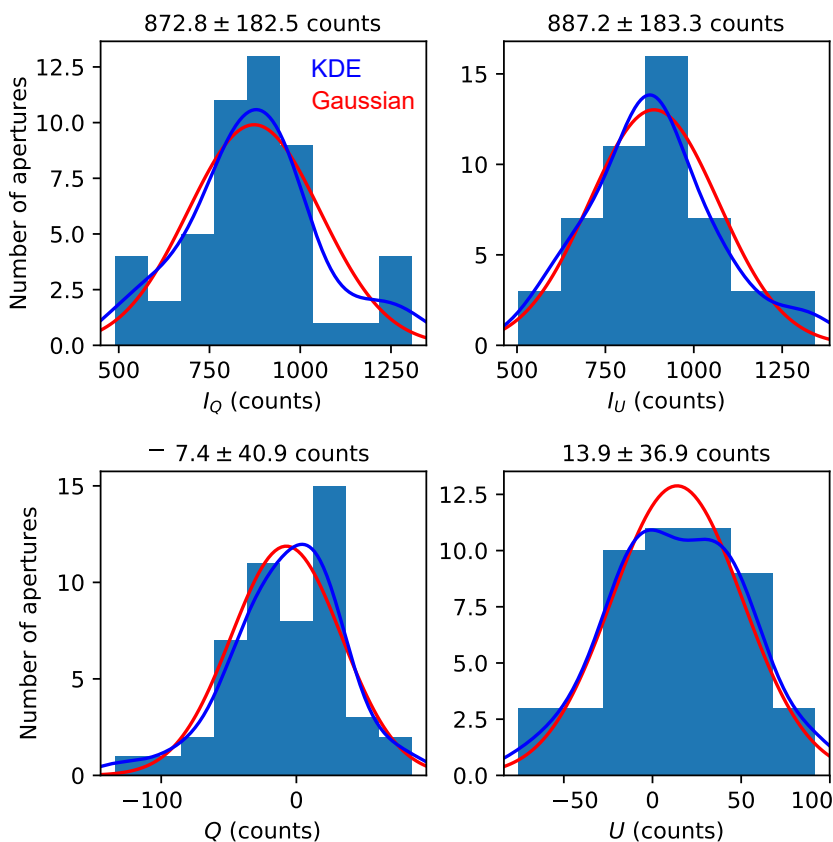 872.8 ± 182.5 counts
12.5
10.0
7.5
5.0
2.5
0.0
Number of apertures
KDE
Gaussian
500
750
1000
1250
I_Q (counts)
887.2 ± 183.3 counts
15
10
5
0
500
750
1000
1250
I_U (counts)
− 7.4 ± 40.9 counts
15
10
5
0
Number of apertures
−100
0
Q (counts)
13.9 ± 36.9 counts
12.5
10.0
7.5
5.0
2.5
0.0
−50
0
50
100
U (counts)